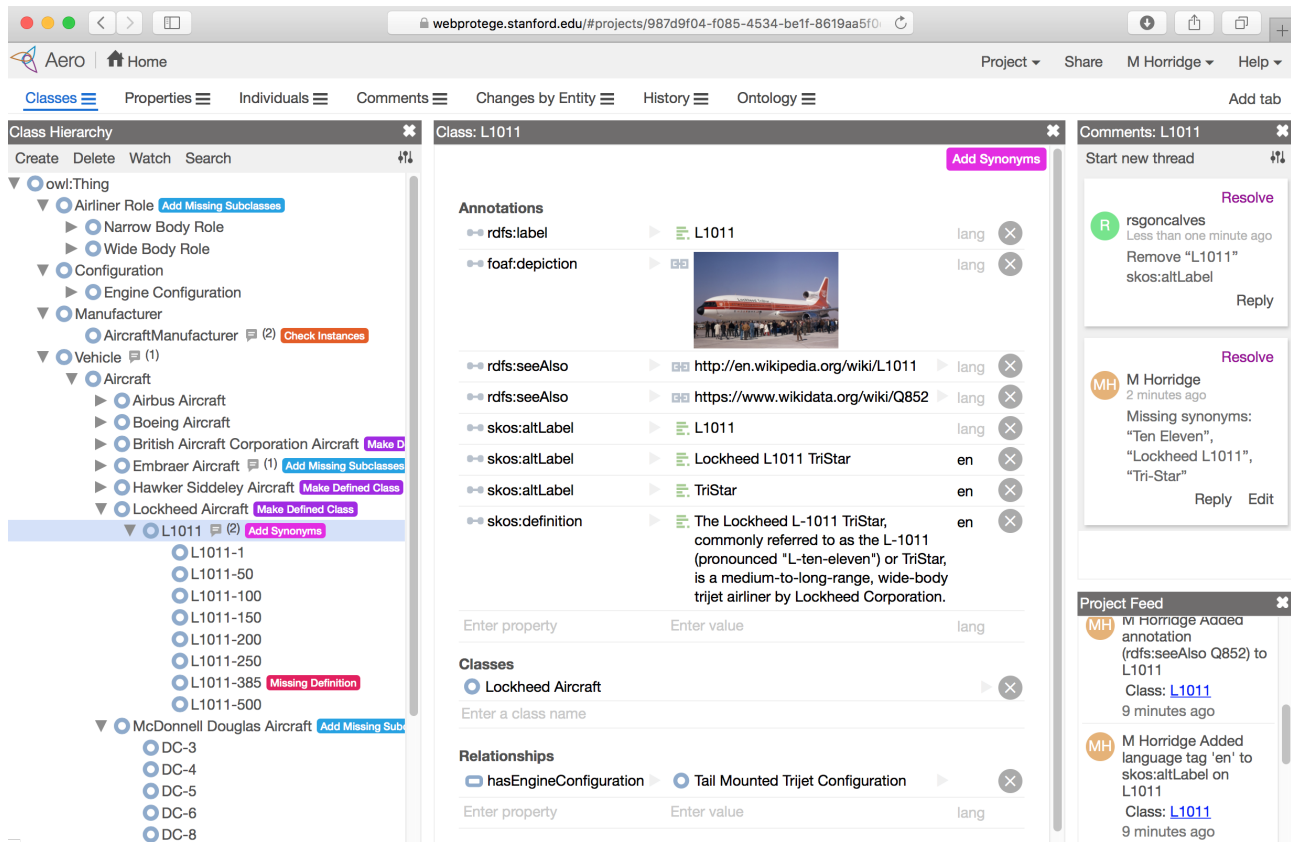 webprotege.stanford.edu/#projects/987d9f04-f085-4534-be1f-8619aa5f0
Aero Home Project Share M Horridge Help
Classes Properties Individuals Comments Changes by Entity History Ontology Add tab
Class Hierarchy
Create Delete Watch Search
owl:Thing
Airliner Role Add Missing Subclasses
Narrow Body Role
Wide Body Role
Configuration
Engine Configuration
Manufacturer
AircraftManufacturer (2) Check Instances
Vehicle (1)
Aircraft
Airbus Aircraft
Boeing Aircraft
British Aircraft Corporation Aircraft Make D
Embraer Aircraft (1) Add Missing Subclasses
Hawker Siddeley Aircraft Make Defined Class
Lockheed Aircraft Make Defined Class
L1011 (2) Add Synonyms
L1011-1
L1011-50
L1011-100
L1011-150
L1011-200
L1011-250
L1011-385 Missing Definition
L1011-500
McDonnell Douglas Aircraft Add Missing Sub
DC-3
DC-4
DC-5
DC-6
DC-8
Class: L1011
Add Synonyms
Annotations
rdfs:label L1011 lang
foaf:depiction lang
rdfs:seeAlso http://en.wikipedia.org/wiki/L1011 lang
rdfs:seeAlso https://www.wikidata.org/wiki/Q852 lang
skos:altLabel L1011 lang
skos:altLabel Lockheed L1011 TriStar en
skos:altLabel TriStar en
skos:definition The Lockheed L-1011 TriStar, en
commonly referred to as the L-1011
(pronounced "L-ten-eleven") or TriStar,
is a medium-to-long-range, wide-body
trijet airliner by Lockheed Corporation.
Enter property Enter value lang
Classes
Lockheed Aircraft
Enter a class name
Relationships
hasEngineConfiguration Tail Mounted Trijet Configuration
Enter property Enter value lang
Comments: L1011
Start new thread
Resolve
R
rsgoncalves
Less than one minute ago
Remove “L1011”
skos:altLabel
Reply
Resolve
MH
M Horridge
2 minutes ago
Missing synonyms:
“Ten Eleven”,
“Lockheed L1011”,
“Tri-Star”
Reply Edit
Project Feed
MH
M Horridge Added
annotation
(rdfs:seeAlso Q852) to
L1011
Class: L1011
9 minutes ago
MH
M Horridge Added
language tag 'en' to
skos:altLabel on
L1011
Class: L1011
9 minutes ago